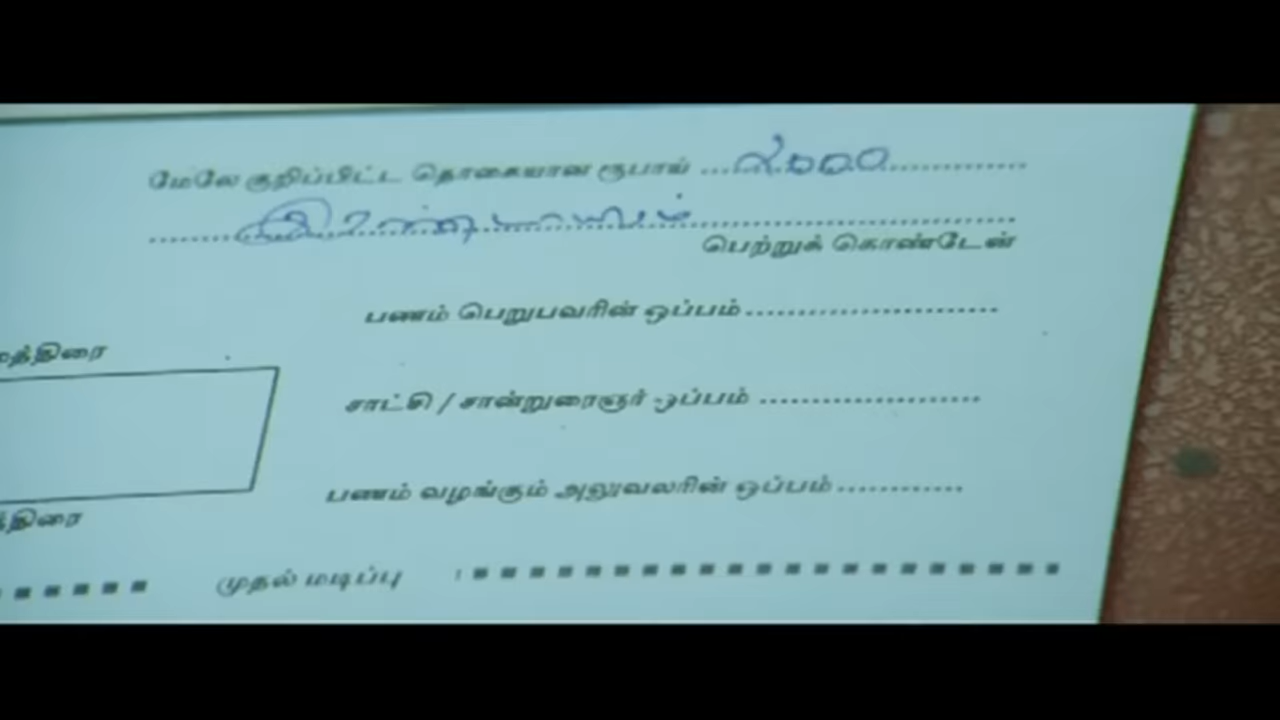 மேலே குறிப்பிட்ட தொகையான ரூபாய் ...2000...
பெற்றுக் கொண்டேன்
பணம் பெறுபவரின் ஒப்பம்
சாட்சி / சான்றுரைஞர் ஒப்பம்
பணம் வழங்கும் அலுவலரின் ஒப்பம்
முதல் மடிப்பு